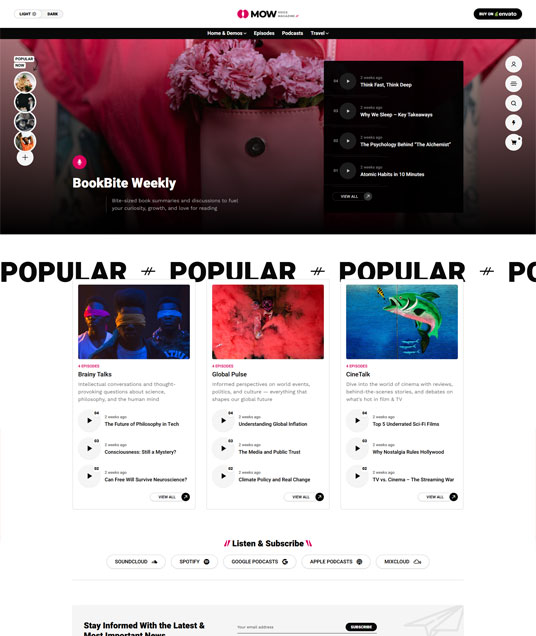 LIGHT
DARK
MOW
BUY ON envato
Home & Demos
Episodes
Podcasts
Travel
POPULAR
NOW
04
2 weeks ago
Think Fast, Think Deep
03
2 weeks ago
Why We Sleep – Key Takeaways
02
2 weeks ago
The Psychology Behind "The Alchemist"
01
2 weeks ago
Atomic Habits in 10 Minutes
VIEW ALL
BookBite Weekly
Bite-sized book summaries and discussions to fuel
your curiosity, growth, and love for reading
POPULAR POPULAR POPULAR PO
4 EPISODES
Brainy Talks
Intellectual conversations and thought-
provoking questions about science,
philosophy, and the human mind
04
2 weeks ago
The Future of Philosophy in Tech
03
2 weeks ago
Consciousness: Still a Mystery?
02
2 weeks ago
Can Free Will Survive Neuroscience?
VIEW ALL
4 EPISODES
Global Pulse
Informed perspectives on world events,
politics, and culture — everything that
shapes our global future
04
2 weeks ago
Understanding Global Inflation
03
2 weeks ago
The Media and Public Trust
02
2 weeks ago
Climate Policy and Real Change
VIEW ALL
4 EPISODES
CineTalk
Dive into the world of cinema with reviews,
behind-the-scenes stories, and debates on
what's hot in film & TV
04
2 weeks ago
Top 5 Underrated Sci-Fi Films
03
2 weeks ago
Why Nostalgia Rules Hollywood
02
2 weeks ago
TV vs. Cinema – The Streaming War
VIEW ALL
// Listen & Subscribe \\
SOUNDCLOUD
SPOTIFY
GOOGLE PODCASTS
APPLE PODCASTS
MIXCLOUD
Stay Informed With the Latest &
Most Important News
Your email address
SUBSCRIBE